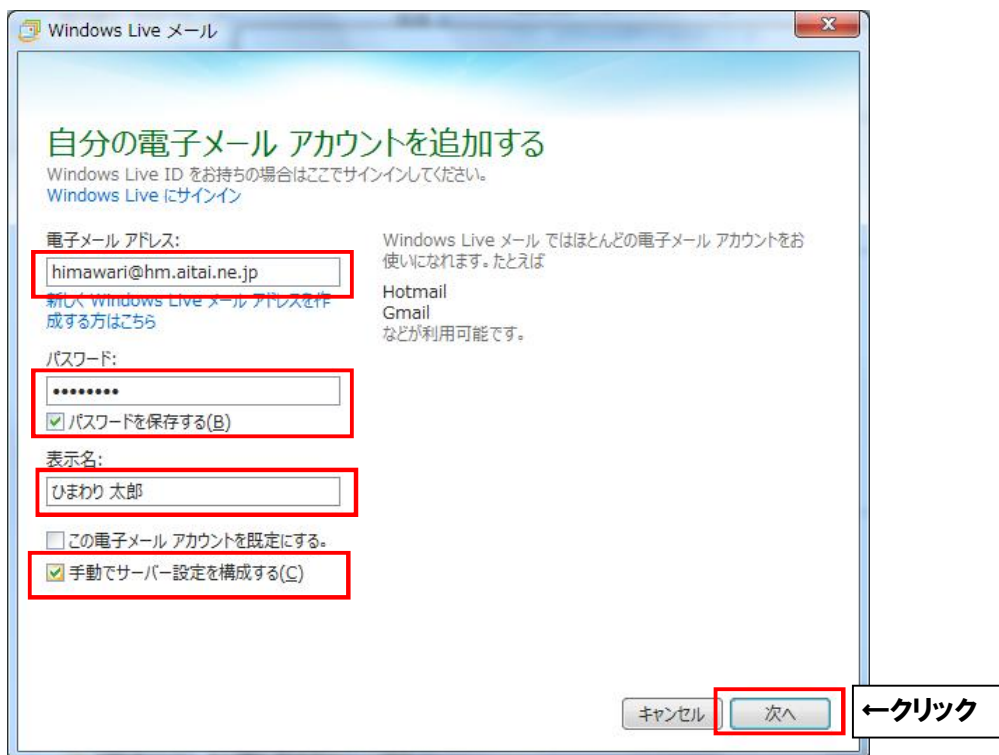 Windows Live メール
自分の電子メール アカウントを追加する
Windows Live ID をお持ちの場合はここでサインインしてください。
Windows Live にサインイン
電子メール アドレス:
himawari@hm.aitai.ne.jp
新しく Windows Live メール アドレスを作
成する方はこちら
パスワード:
••••••••
パスワードを保存する(B)
表示名:
ひまわり 太郎
この電子メール アカウントを既定にする。
手動でサーバー設定を構成する(C)
Windows Live メール ではほとんどの電子メール アカウントをお
使いになれます。たとえば
Hotmail
Gmail
などが利用可能です。
キャンセル
次へ
←クリック